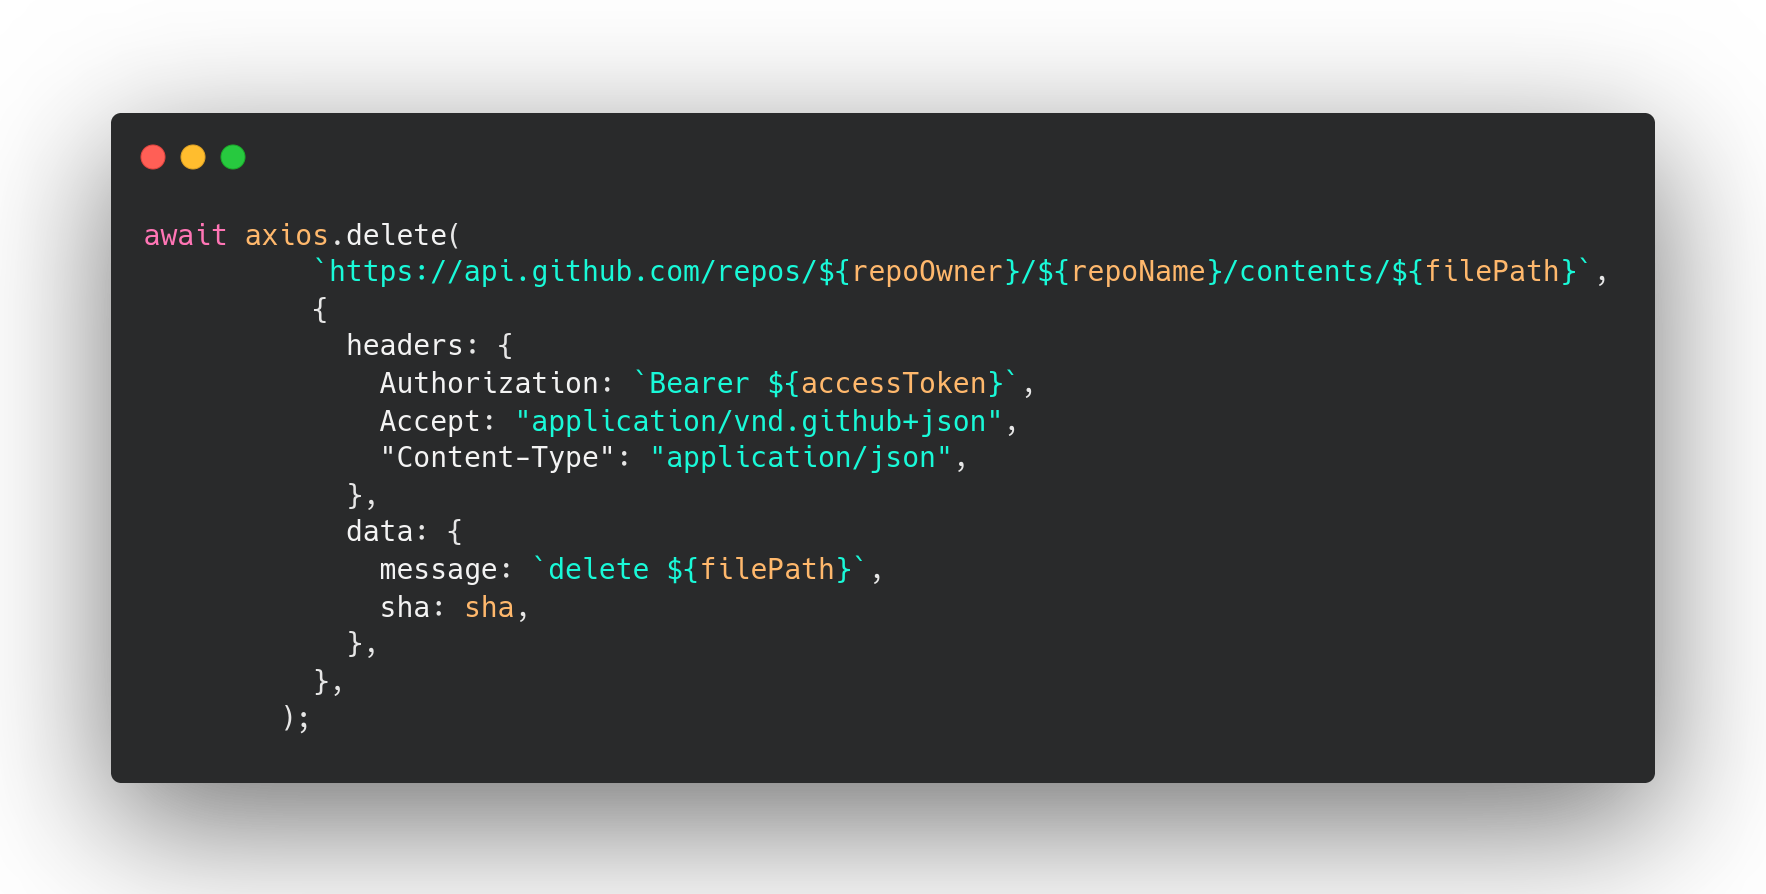 await axios.delete(
          `https://api.github.com/repos/${repoOwner}/${repoName}/contents/${filePath}`,
          {
            headers: {
              Authorization: `Bearer ${accessToken}`,
              Accept: "application/vnd.github+json",
              "Content-Type": "application/json",
            },
            data: {
              message: `delete ${filePath}`,
              sha: sha,
            },
          },
        );